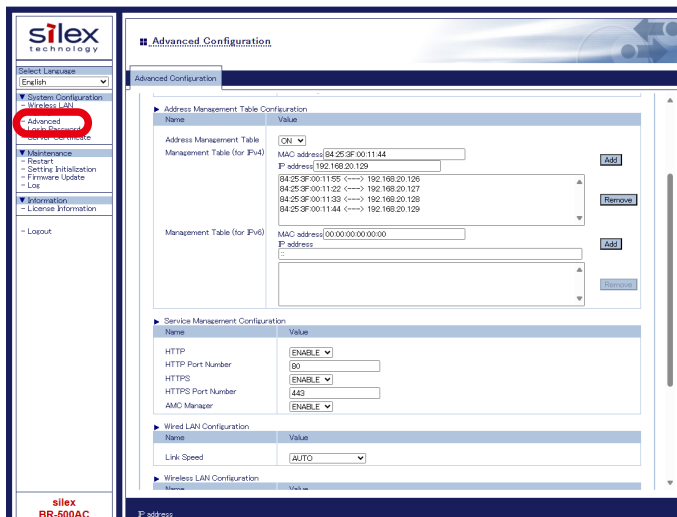 silex
technology
Select Language
English
▼ System Configuration
- Wireless LAN
- Advanced
- Login Password
- Server Certificate
▼ Maintenance
- Restart
- Setting Initialization
- Firmware Update
- Log
▼ Information
- License Information
- Logout
silex
BR-500AC
Advanced Configuration
Advanced Configuration
▶ Address Management Table Configuration
Name Value
Address Management Table ON
Management Table (for IPv4) MAC address 84:25:3F:00:11:44
IP address 192.168.20.129
Add
84:25:3F:00:11:55 <---> 192.168.20.126
84:25:3F:00:11:22 <---> 192.168.20.127
84:25:3F:00:11:33 <---> 192.168.20.128
84:25:3F:00:11:44 <---> 192.168.20.129
Remove
Management Table (for IPv6) MAC address 00:00:00:00:00:00
IP address
Add
::
Remove
▶ Service Management Configuration
Name Value
HTTP ENABLE
HTTP Port Number 80
HTTPS ENABLE
HTTPS Port Number 443
AMC Manager ENABLE
▶ Wired LAN Configuration
Name Value
Link Speed AUTO
▶ Wireless LAN Configuration
Name Value
IP address